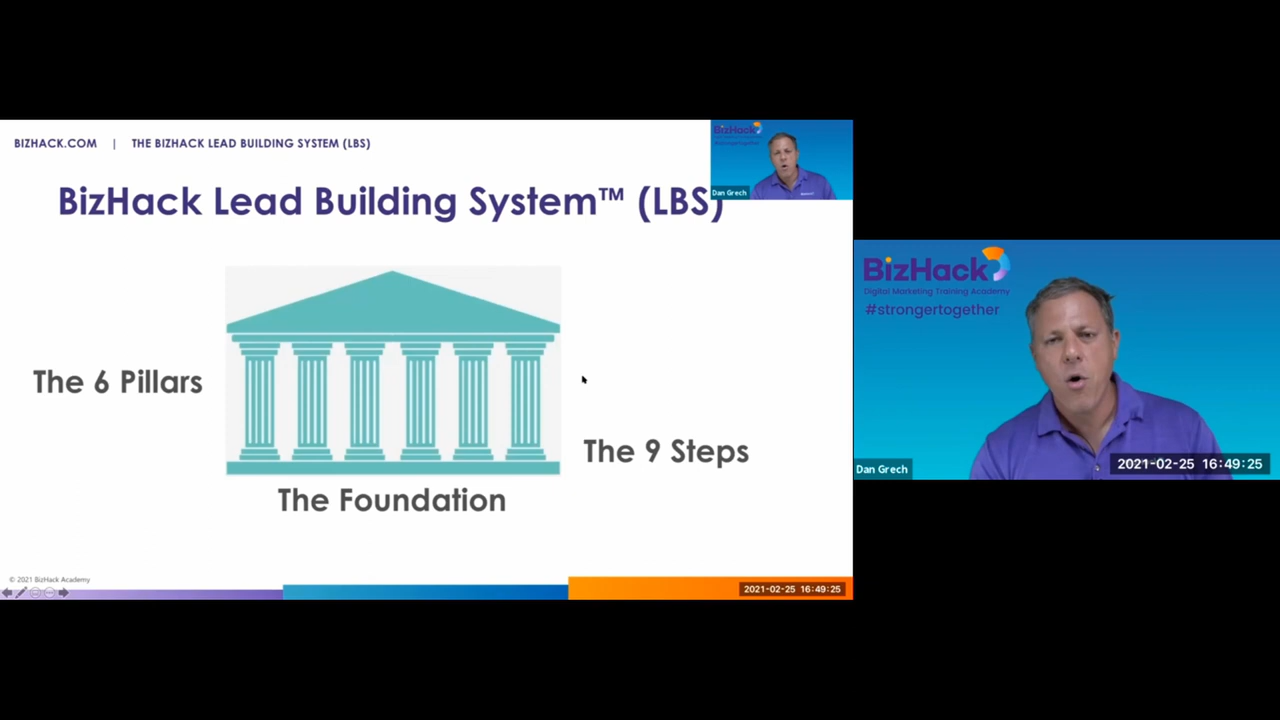 BIZHACK.COM | THE BIZHACK LEAD BUILDING SYSTEM (LBS)
BizHack
Dan Grech
BizHack Lead Building System™ (LBS)
The 6 Pillars
The 9 Steps
The Foundation
© 2021 BizHack Academy
2021-02-25 16:49:25
BizHack
Digital Marketing Training Academy
#strongertogether
Dan Grech
2021-02-25 16:49:25